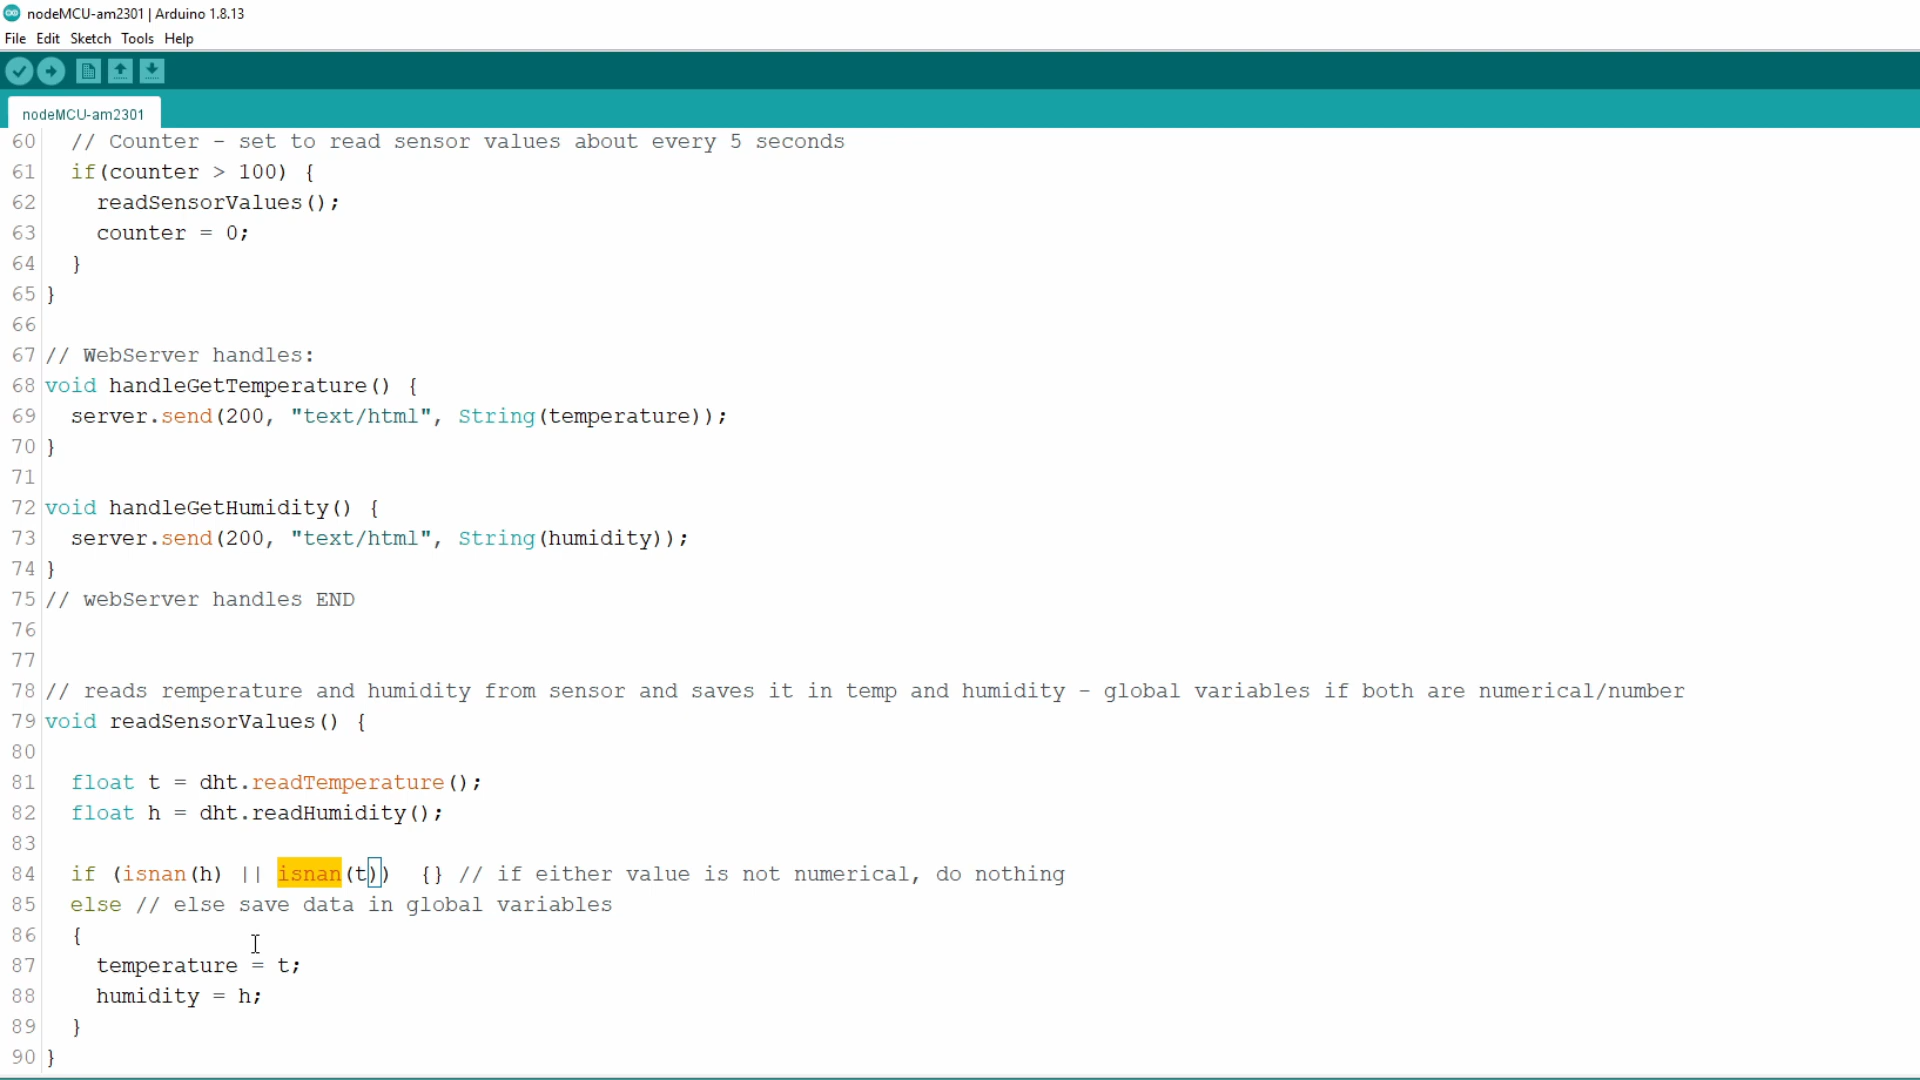 nodeMCU-am2301 | Arduino 1.8.13
File Edit Sketch Tools Help
nodeMCU-am2301
60 // Counter - set to read sensor values about every 5 seconds
61 if(counter > 100) {
62 readSensorValues();
63 counter = 0;
64 }
65 }
66
67 // WebServer handles:
68 void handleGetTemperature() {
69 server.send(200, "text/html", String(temperature));
70 }
71
72 void handleGetHumidity() {
73 server.send(200, "text/html", String(humidity));
74 }
75 // webServer handles END
76
77
78 // reads remperature and humidity from sensor and saves it in temp and humidity - global variables if both are numerical/number
79 void readSensorValues() {
80
81 float t = dht.readTemperature();
82 float h = dht.readHumidity();
83
84 if (isnan(h) || isnan(t)) {} // if either value is not numerical, do nothing
85 else // else save data in global variables
86 {
87 temperature = t;
88 humidity = h;
89 }
90 }